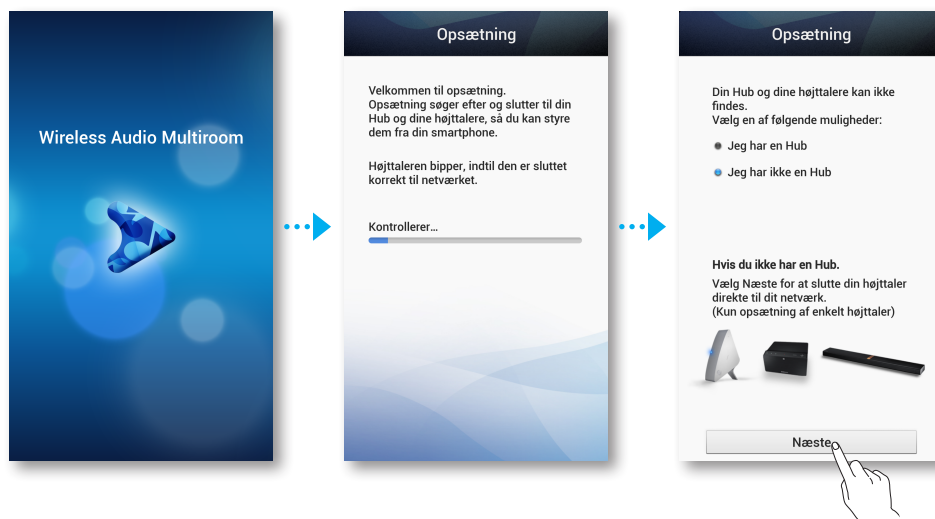 Wireless Audio Multiroom
Opsætning
Velkommen til opsætning.
Opsætning søger efter og slutter til din
Hub og dine højttalere, så du kan styre
dem fra din smartphone.
Højttaleren bipper, indtil den er sluttet
korrekt til netværket.
Kontrollerer...
Opsætning
Din Hub og dine højttalere kan ikke
findes.
Vælg en af følgende muligheder:
Jeg har en Hub
Jeg har ikke en Hub
Hvis du ikke har en Hub.
Vælg Næste for at slutte din højttaler
direkte til dit netværk.
(Kun opsætning af enkelt højttaler)
Næste